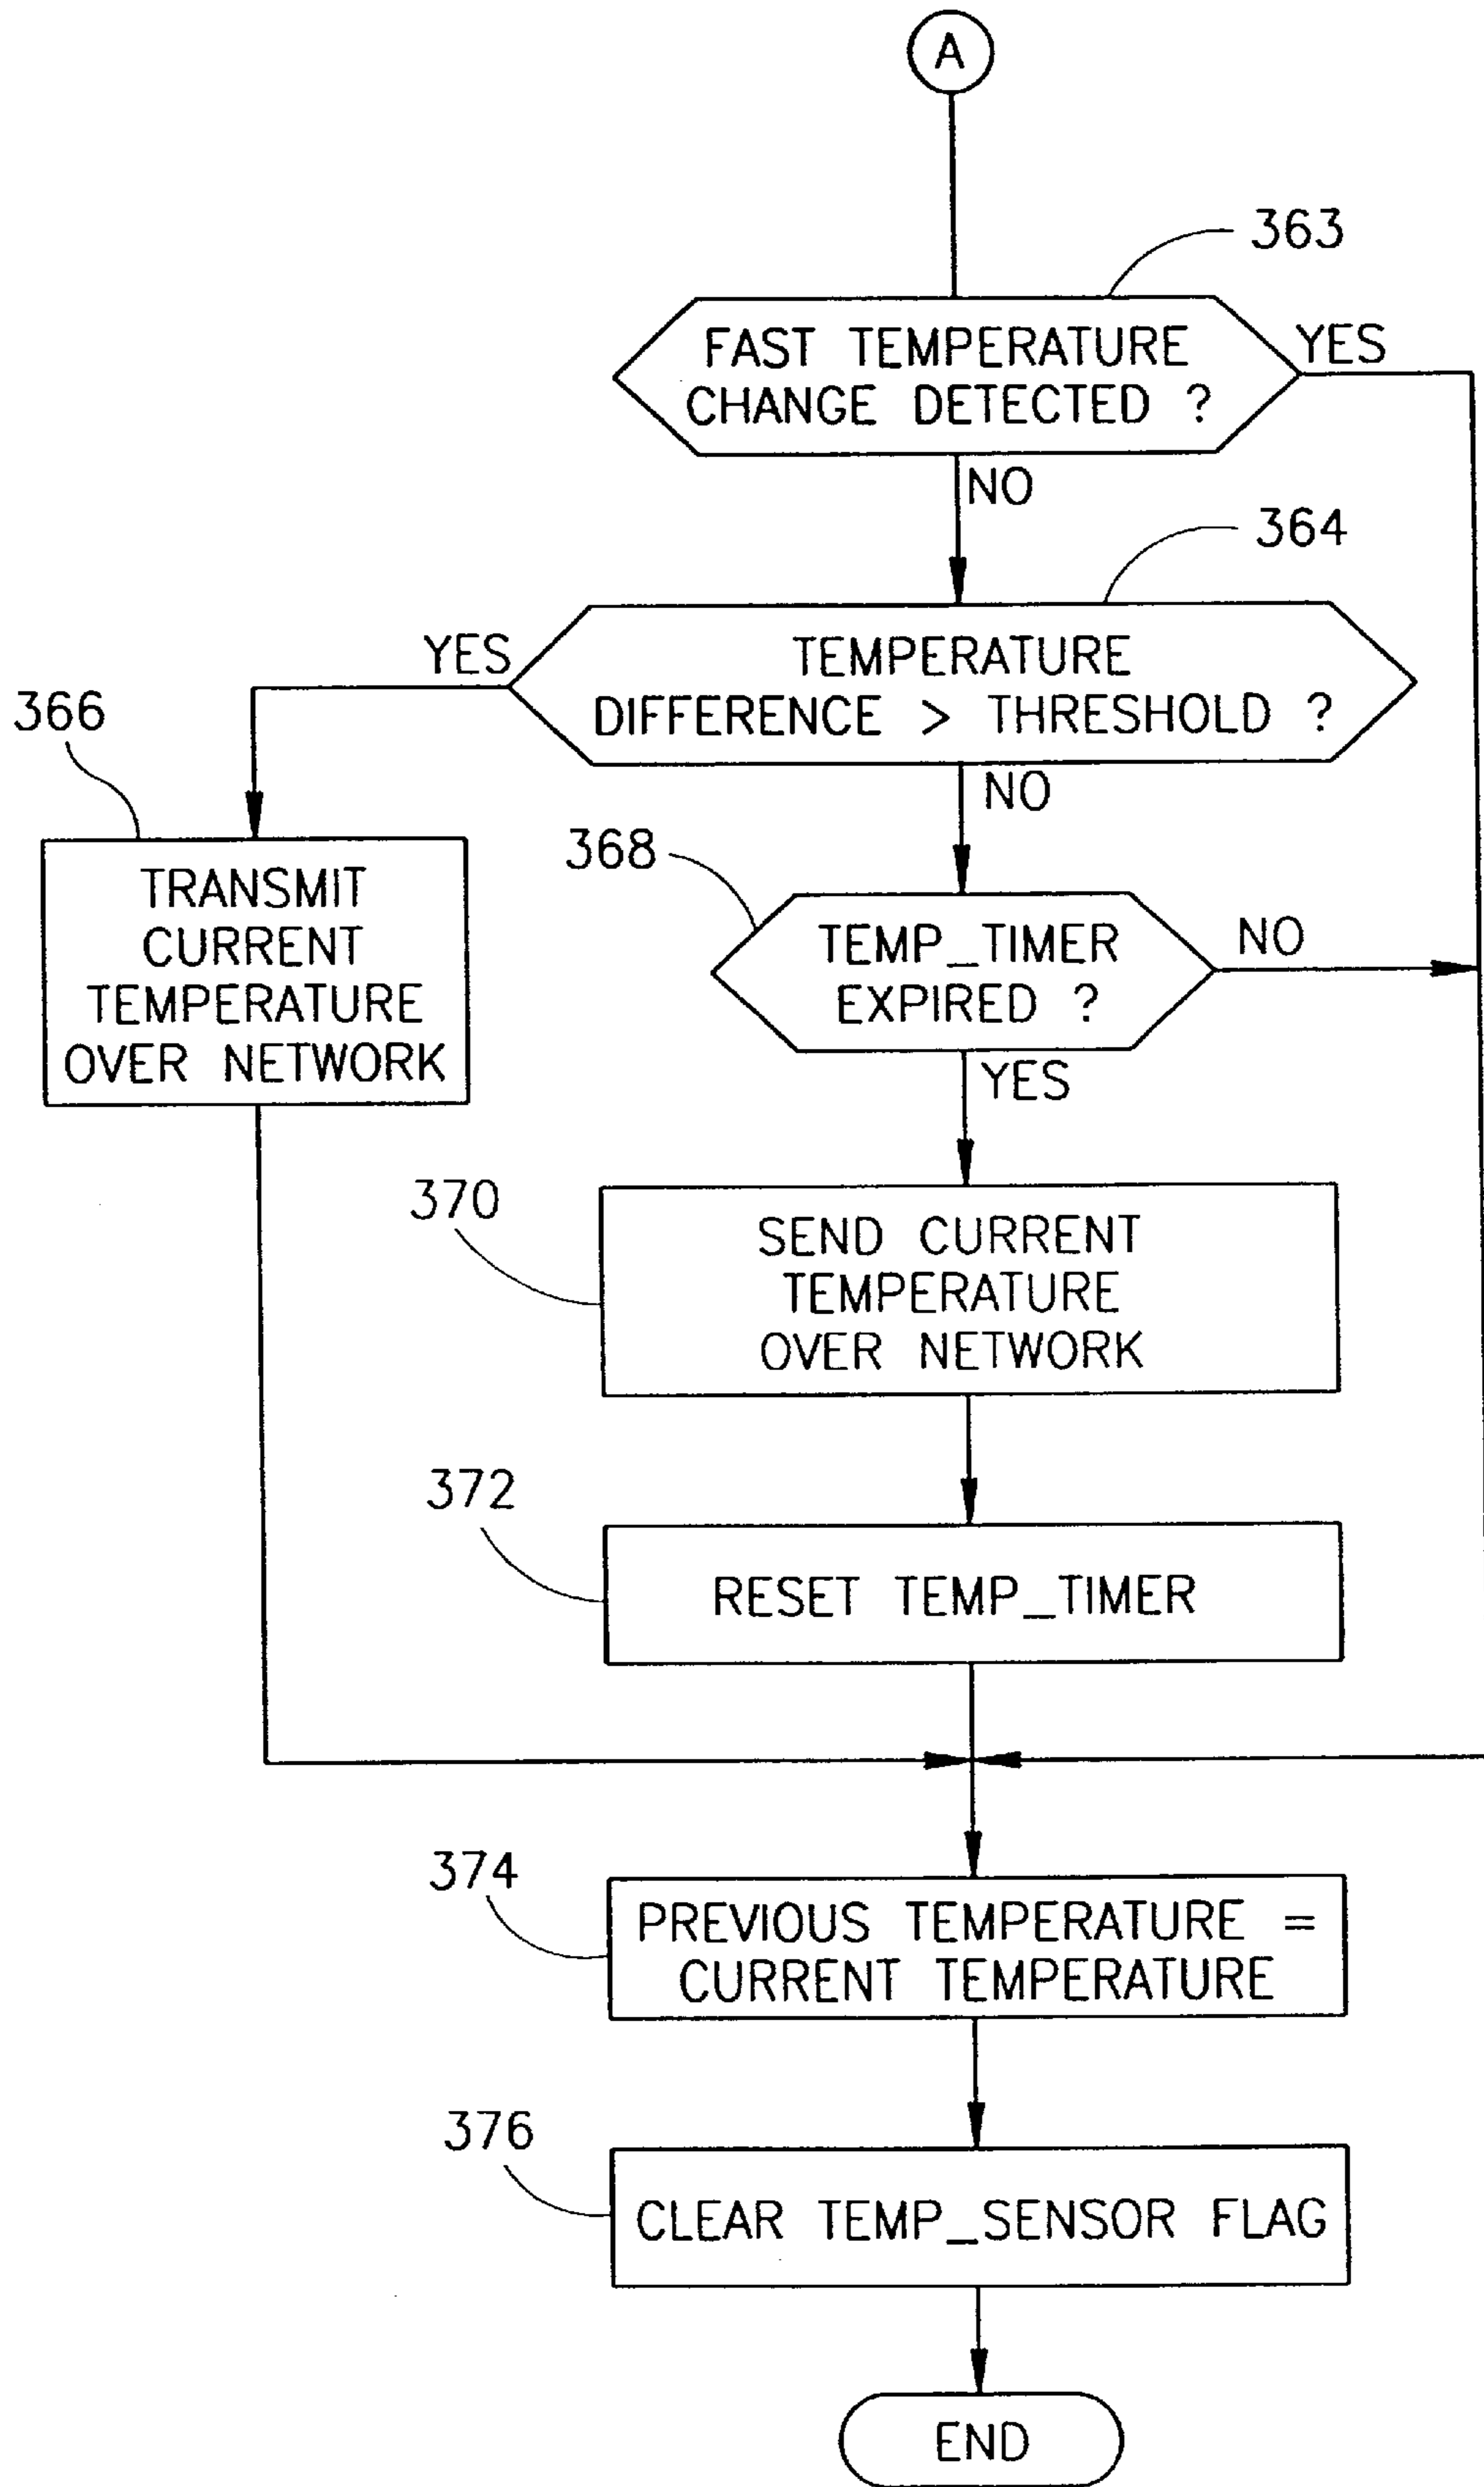 A
363
FAST TEMPERATURE
CHANGE DETECTED ?
YES
NO
364
YES
TEMPERATURE
DIFFERENCE > THRESHOLD ?
366
NO
TRANSMIT
CURRENT
TEMPERATURE
OVER NETWORK
368
TEMP_TIMER
EXPIRED ?
NO
YES
370
SEND CURRENT
TEMPERATURE
OVER NETWORK
372
RESET TEMP_TIMER
374
PREVIOUS TEMPERATURE =
CURRENT TEMPERATURE
376
CLEAR TEMP_SENSOR FLAG
END